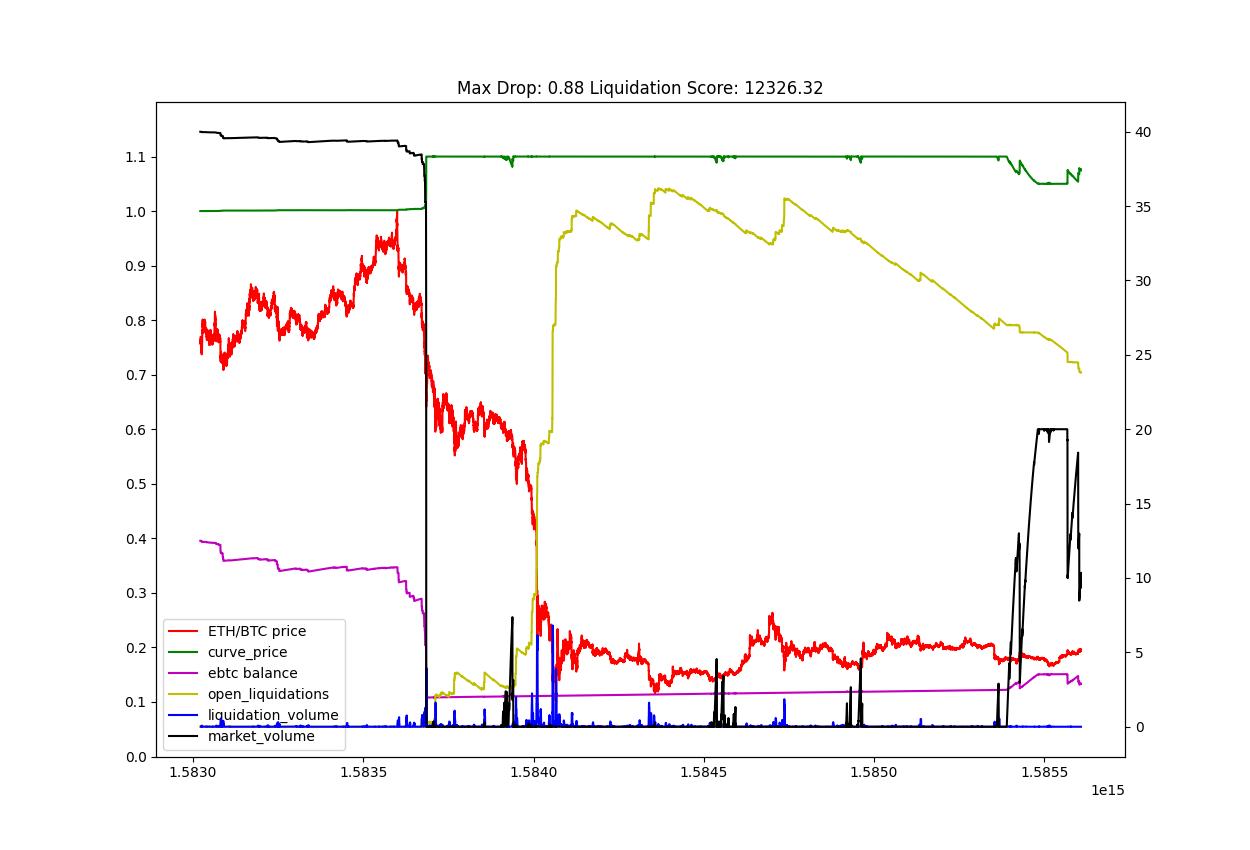 Max Drop: 0.88 Liquidation Score: 12326.32
1.1
1.0
0.9
0.8
0.7
0.6
0.5
0.4
0.3
0.2
0.1
0.0
40
35
30
25
20
15
10
5
0
ETH/BTC price
curve_price
ebtc balance
open_liquidations
liquidation_volume
market_volume
1.5830 1.5835 1.5840 1.5845 1.5850 1.5855
1e15